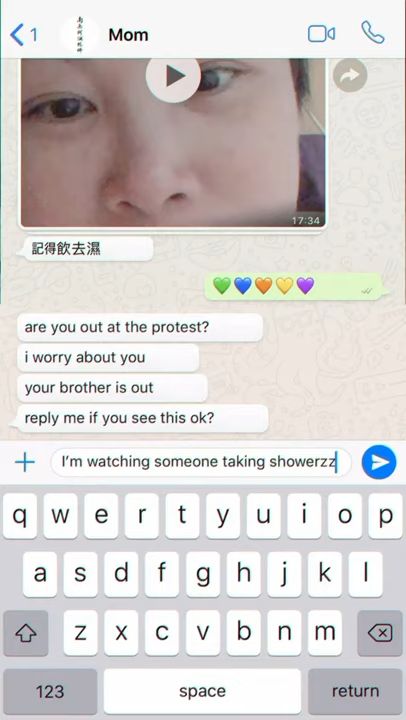 1
Mom
17:34
記得飲去濕
💚💙🧡💛💜
are you out at the protest?
i worry about you
your brother is out
reply me if you see this ok?
I'm watching someone taking showerzz
q w e r t y u i o p
a s d f g h j k l
z x c v b n m
123 space return